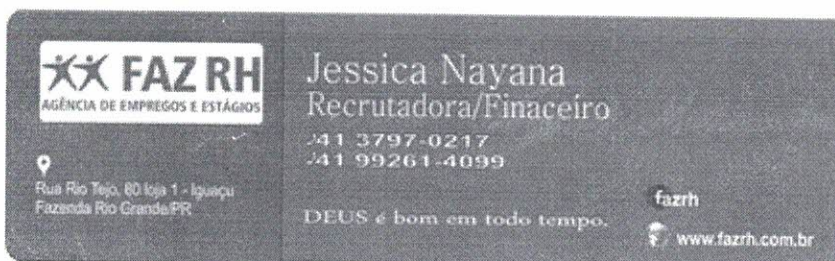 FAZ RH
AGÊNCIA DE EMPREGOS E ESTÁGIOS
Rua Rio Tejo, 80 loja 1 - Iguaçu
Fazenda Rio Grande/PR
Jessica Nayana
Recrutadora/Finaceiro
41 3797-0217
41 99261-4099
DEUS é bom em todo tempo.
fazrh
www.fazrh.com.br